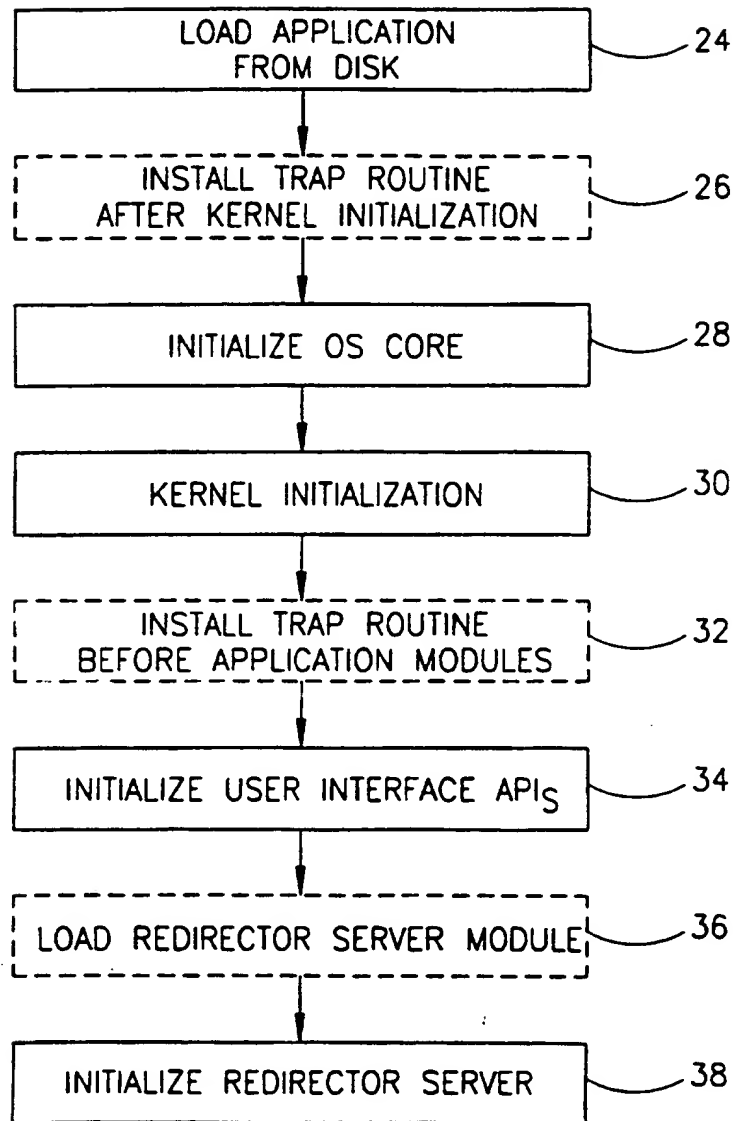 LOAD APPLICATION
FROM DISK
24
INSTALL TRAP ROUTINE
AFTER KERNEL INITIALIZATION
26
INITIALIZE OS CORE
28
KERNEL INITIALIZATION
30
INSTALL TRAP ROUTINE
BEFORE APPLICATION MODULES
32
INITIALIZE USER INTERFACE APIS
34
LOAD REDIRECTOR SERVER MODULE
36
INITIALIZE REDIRECTOR SERVER
38